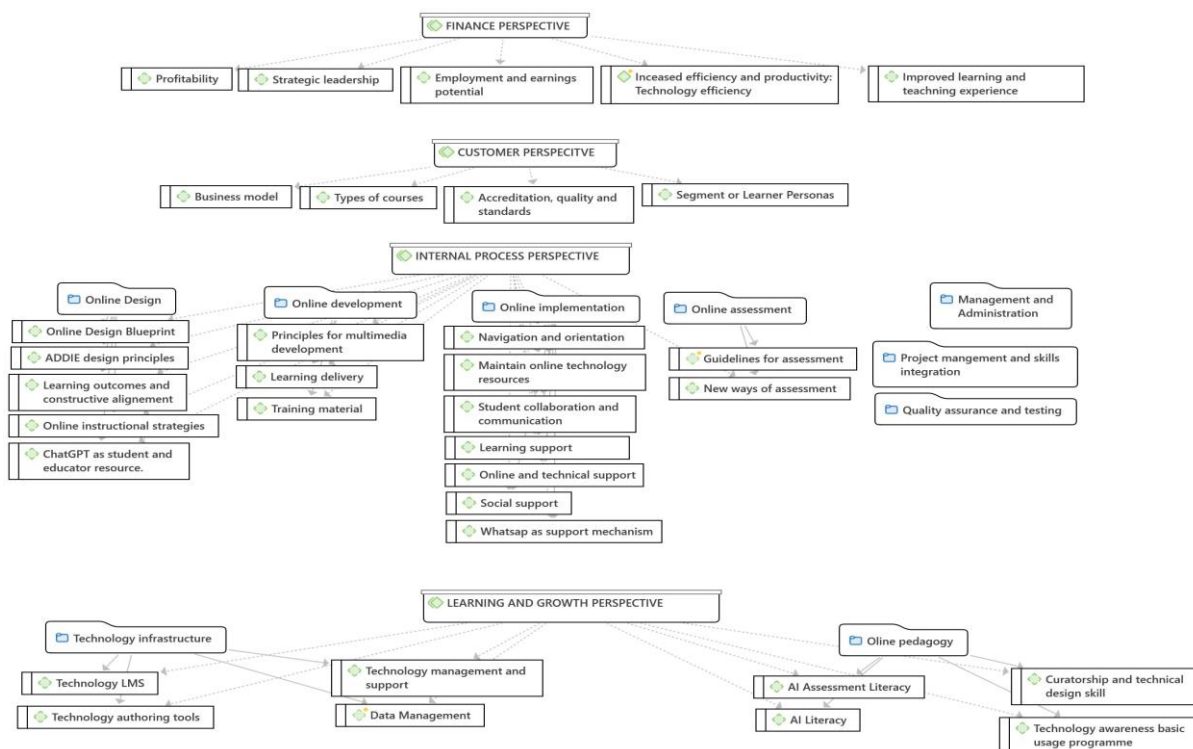 FINANCE PERSPECTIVE
Profitability
Strategic leadership
Employment and earnings
potential
Inceased efficiency and productivity:
Technology efficiency
Improved learning and
teachning experience
CUSTOMER PERSPECITVE
Business model
Types of courses
Accreditation, quality and
standards
Segment or Learner Personas
INTERNAL PROCESS PERSPECTIVE
Online Design
Online Design Blueprint
ADDIE design principles
Learning outcomes and
constructive alignement
Online instructional strategies
ChatGPT as student and
educator resource.
Online development
Principles for multimedia
development
Learning delivery
Training material
Online implementation
Navigation and orientation
Maintain online technology
resources
Student collaboration and
communication
Learning support
Online and technical support
Social support
Whatsap as support mechanism
Online assessment
Guidelines for assessment
New ways of assessment
Management and
Administration
Project mangement and skills
integration
Quality assurance and testing
LEARNING AND GROWTH PERSPECTIVE
Technology infrastructure
Technology LMS
Technology authoring tools
Technology management and
support
Data Management
Oline pedagogy
AI Assessment Literacy
AI Literacy
Curatorship and technical
design skill
Technology awareness basic
usage programme